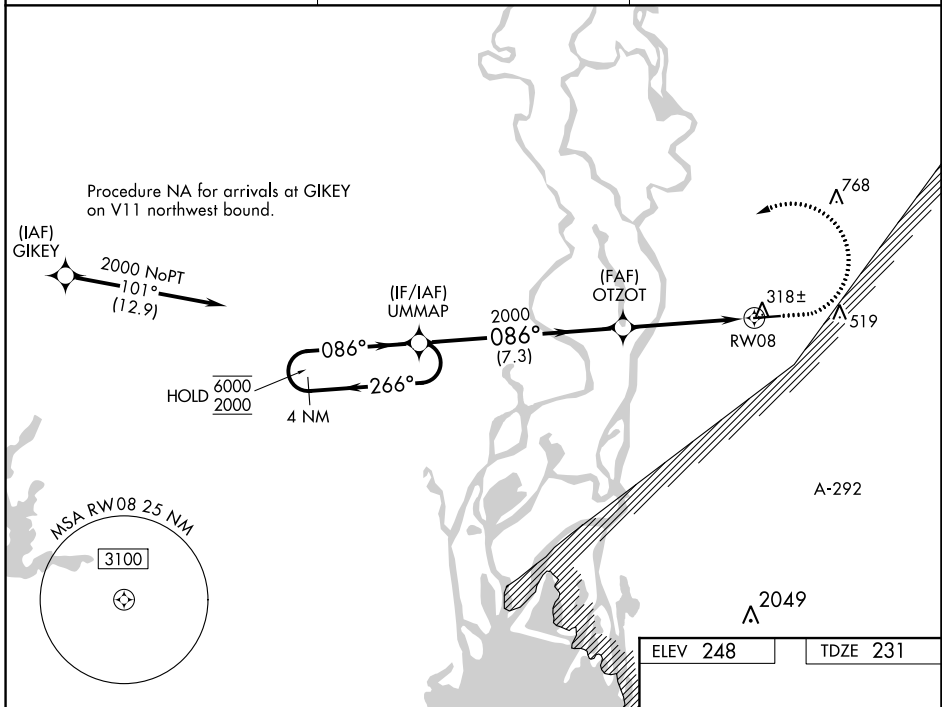 Procedure NA for arrivals at GIKEY
on V11 northwest bound.
768
(IAF)
GIKEY
2000 NoPT
101°
(12.9)
(IF/IAF)
UMMAP
(FAF)
OTZOT
2000
086°
(7.3)
318±
519
RW08
086°
266°
HOLD 6000
2000
4 NM
A-292
MSA RW08 25 NM
3100
2049
ELEV 248
TDZE 231